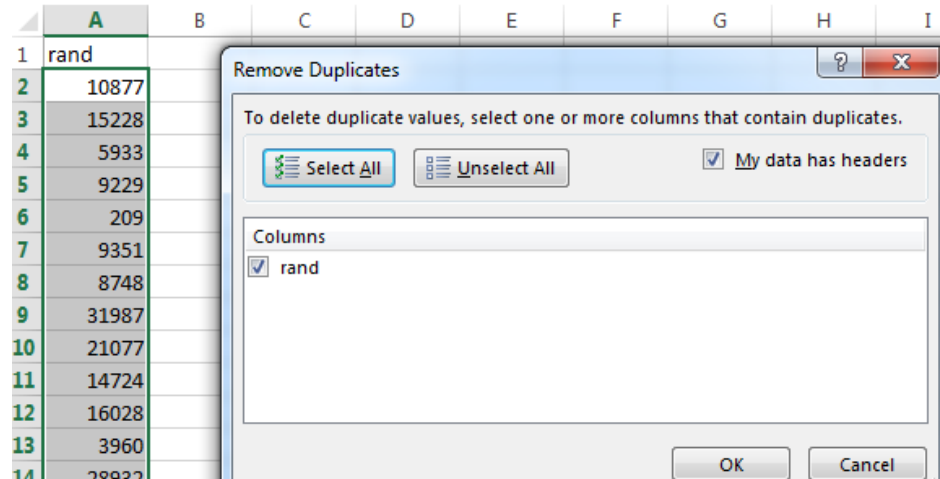 A B C D E F G H I
1 rand
2 10877
3 15228
4 5933
5 9229
6 209
7 9351
8 8748
9 31987
10 21077
11 14724
12 16028
13 3960
14 28932
Remove Duplicates
?
To delete duplicate values, select one or more columns that contain duplicates.
Select All Unselect All My data has headers
Columns
rand
OK Cancel